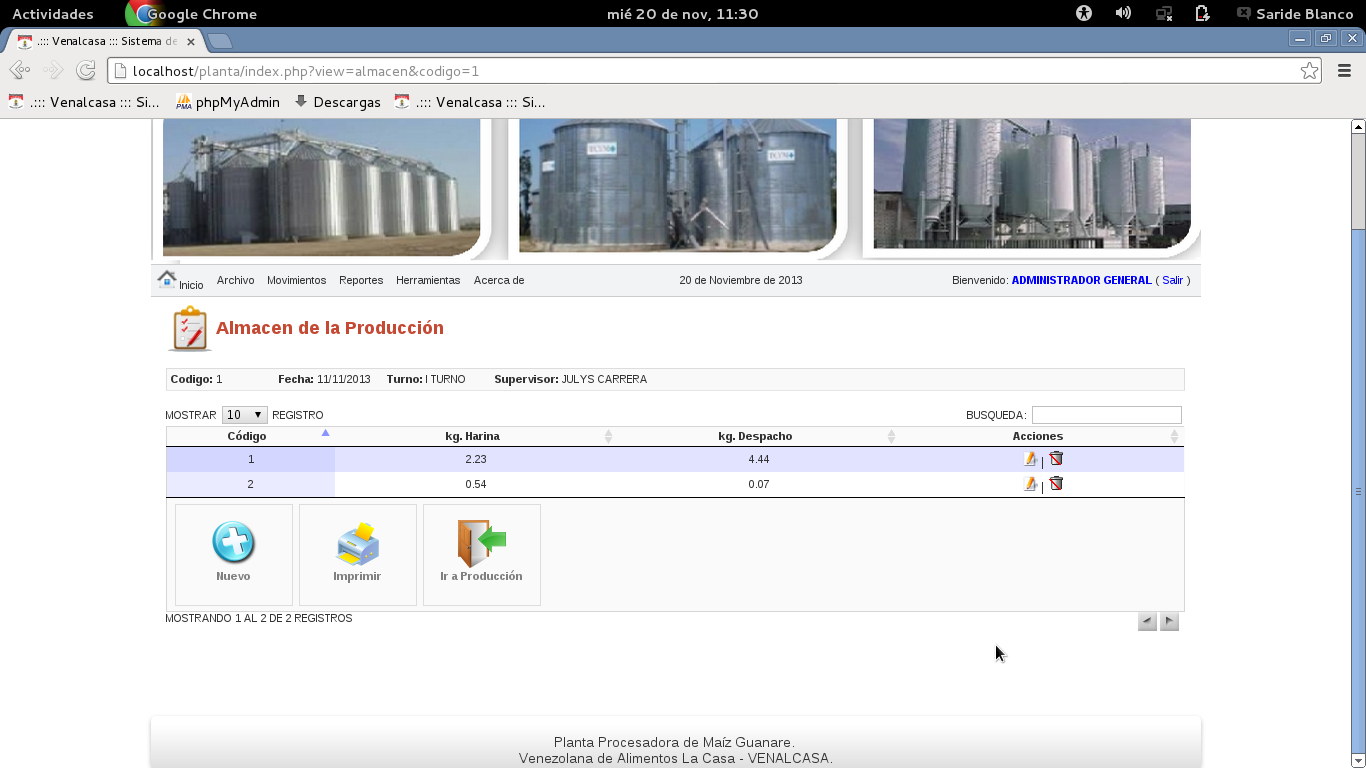 Actividades Google Chrome mié 20 de nov, 11:30 Saride Blanco
.::: Venalcasa ::: Sistema de
localhost/planta/index.php?view=almacen&codigo=1
.::: Venalcasa ::: Si... phpMyAdmin Descargas .::: Venalcasa ::: Si...
Inicio Archivo Movimientos Reportes Herramientas Acerca de 20 de Noviembre de 2013 Bienvenido: ADMINISTRADOR GENERAL ( Salir )
Almacen de la Producción
Codigo: 1 Fecha: 11/11/2013 Turno: I TURNO Supervisor: JULYS CARRERA
MOSTRAR 10 REGISTRO BUSQUEDA:
Código kg. Harina kg. Despacho Acciones
1 2.23 4.44 |
2 0.54 0.07 |
Nuevo Imprimir Ir a Producción
MOSTRANDO 1 AL 2 DE 2 REGISTROS
Planta Procesadora de Maíz Guanare.
Venezolana de Alimentos La Casa - VENALCASA.